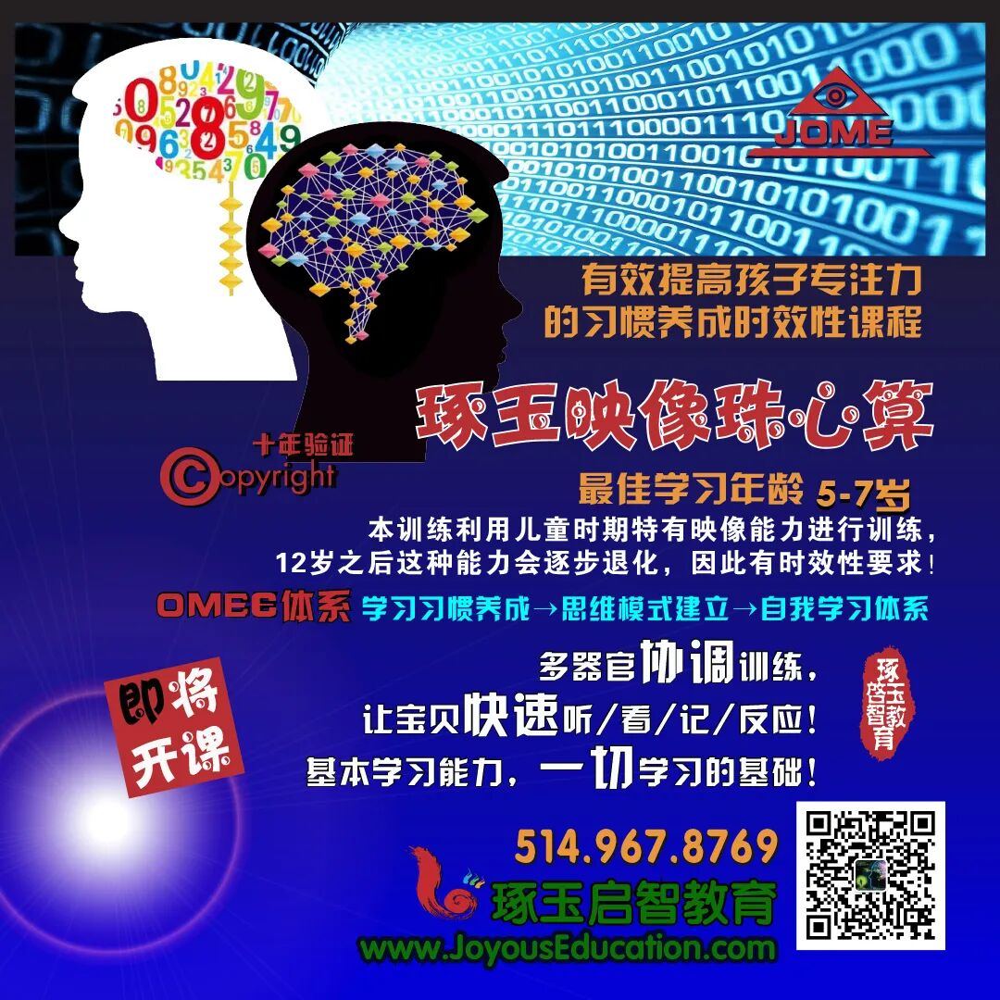 JOME
有效提高孩子专注力
的习惯养成时效性课程
琢玉映像珠心算
十年验证
©opyright
最佳学习年龄 5-7岁
本训练利用儿童时期特有映像能力进行训练，
12岁之后这种能力会逐步退化，因此有时效性要求！
OMEC体系 学习习惯养成→思维模式建立→自我学习体系
多器官协调训练，
让宝贝快速听/看/记/反应！
基本学习能力，一切学习的基础！
即将
开课
琢玉教育
启智
514.967.8769
琢玉启智教育
www.JoyousEducation.com